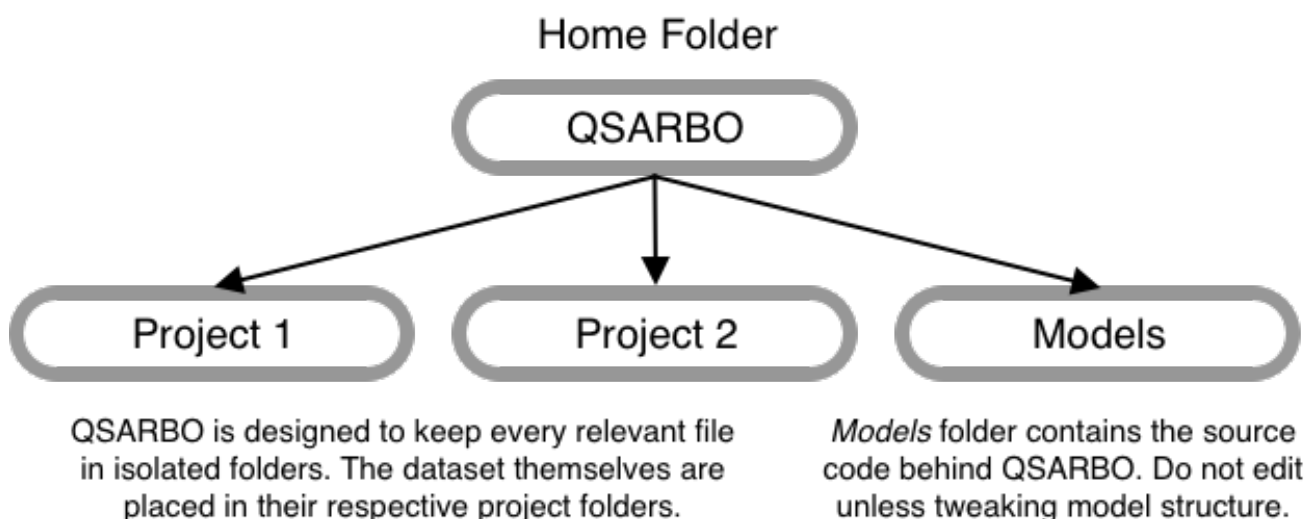 Home Folder
QSARBO
Project 1
Project 2
Models
QSARBO is designed to keep every relevant file
in isolated folders. The dataset themselves are
placed in their respective project folders.
Models folder contains the source
code behind QSARBO. Do not edit
unless tweaking model structure.